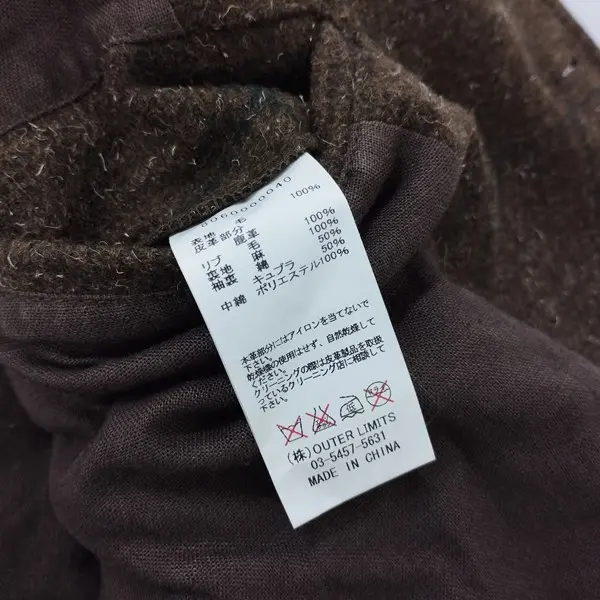 8060000040
表地 毛 100%
皮革部分 鹿革 100%
リブ 毛 100%
裏地 麻 50%
綿 50%
袖裏 キュプラ
中綿 ポリエステル100%
本革部分にはアイロンを当てないで
下さい。
乾燥機の使用はせず、自然乾燥して
ください。
クリーニングの際は皮革製品を取扱
っているクリーニング店に相談して
下さい。
低
(株)OUTER LIMITS
03-5457-5631
MADE IN CHINA